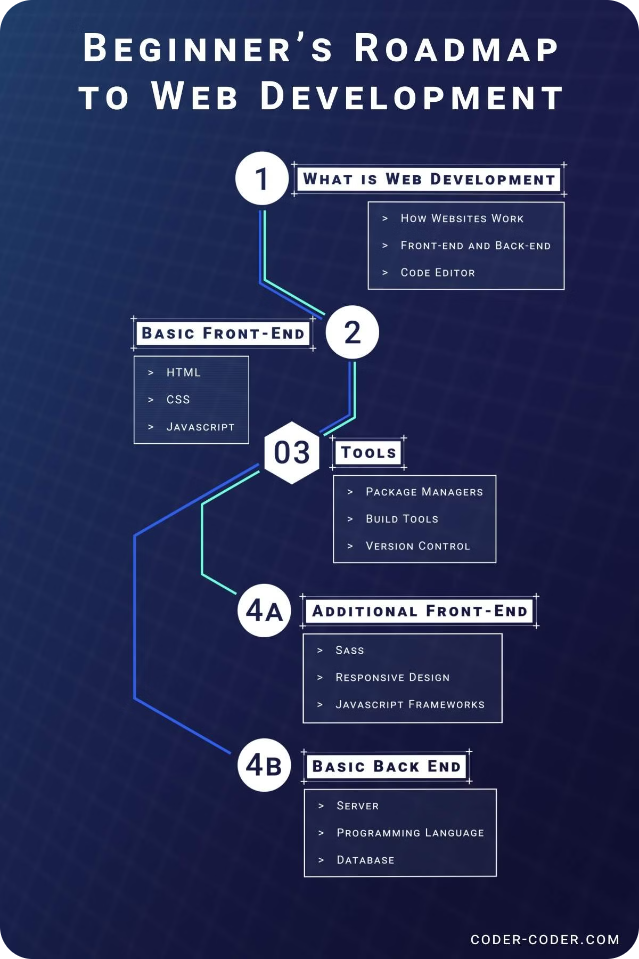 Beginner's Roadmap
to Web Development
1
What is Web Development
> How Websites Work
> Front-end and Back-end
> Code Editor
2
Basic Front-End
> HTML
> CSS
> Javascript
03
Tools
> Package Managers
> Build Tools
> Version Control
4A
Additional Front-End
> Sass
> Responsive Design
> Javascript Frameworks
4B
Basic Back End
> Server
> Programming Language
> Database
CODER-CODER.COM